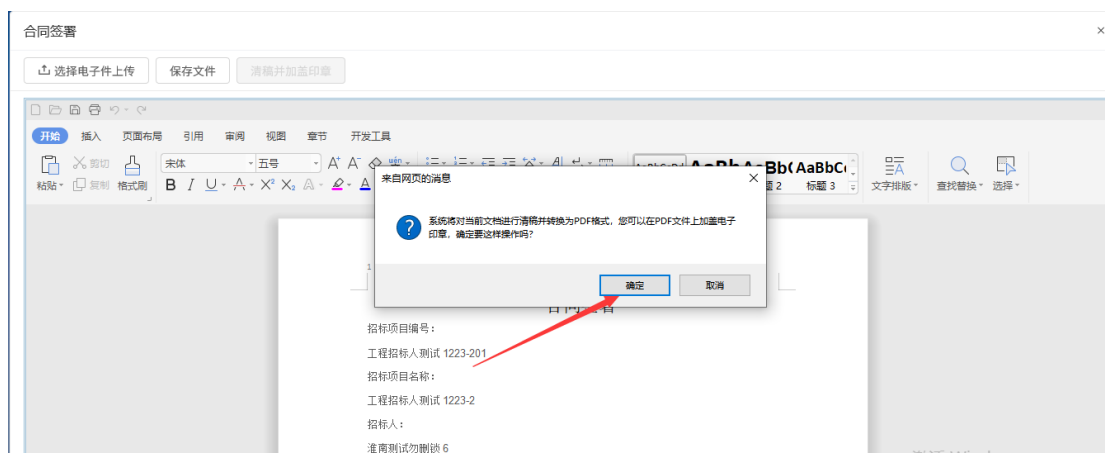 合同签署
×
选择电子件上传 保存文件 清稿并加盖印章
开始 插入 页面布局 引用 审阅 视图 章节 开发工具
粘贴 剪切 复制 格式刷 宋体 五号 A+ A-
B I U A X² X₂ A A
AaBb( AaBbC(
标题 3 文字排版 查找替换 选择
来自网页的消息
系统将对当前文档进行清稿并转换为PDF格式，您可以在PDF文件上加盖电子
印章，确定要这样操作吗？
确定 取消
1
合同签署
招标项目编号：
工程招标人测试 1223-201
招标项目名称：
工程招标人测试 1223-2
招标人：
淮南测试勿删锁 6